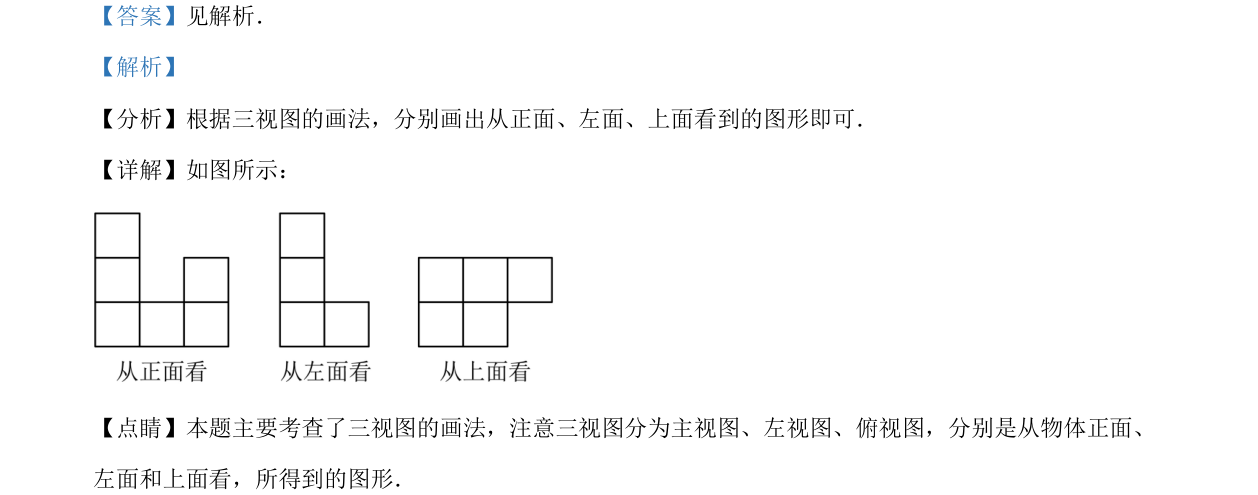 【答案】见解析．
【解析】
【分析】根据三视图的画法，分别画出从正面、左面、上面看到的图形即可．
【详解】如图所示：
从正面看 从左面看 从上面看
【点睛】本题主要考查了三视图的画法，注意三视图分为主视图、左视图、俯视图，分别是从物体正面、
左面和上面看，所得到的图形．